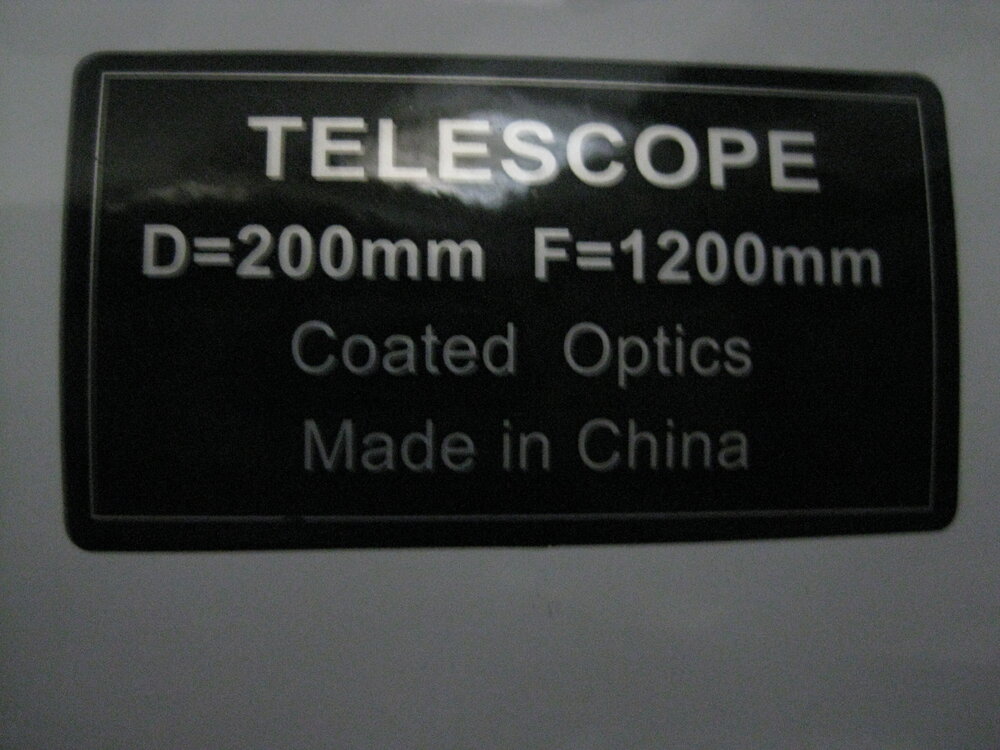 TELESCOPE
D=200mm F=1200mm
Coated Optics
Made in China